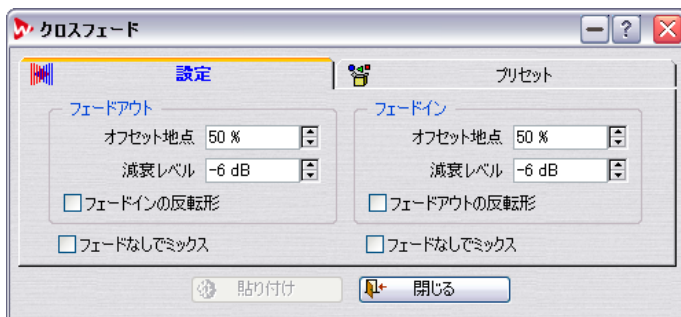 クロスフェード
設定
プリセット
フェードアウト
オフセット地点 50 %
減衰レベル -6 dB
フェードインの反転形
フェードなしでミックス
フェードイン
オフセット地点 50 %
減衰レベル -6 dB
フェードアウトの反転形
フェードなしでミックス
貼り付け
閉じる